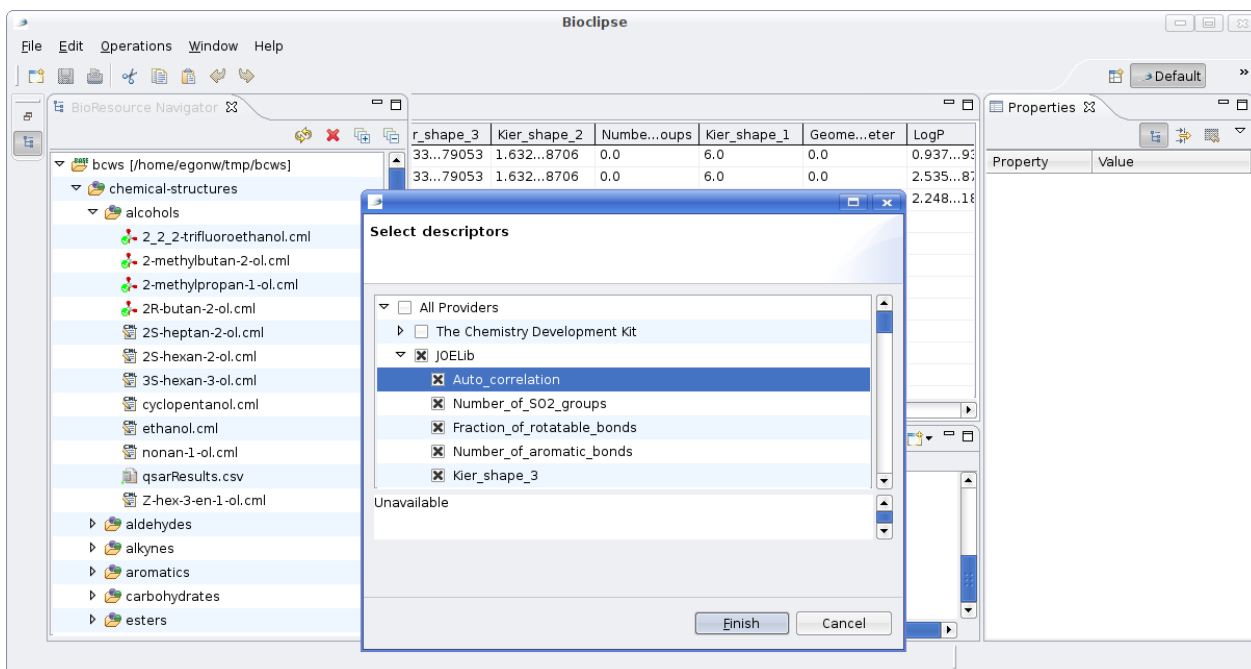 Bioclipse
File Edit Operations Window Help
Default »
BioResource Navigator
bcws [/home/egonw/tmp/bcws]
chemical-structures
alcohols
2_2_2-trifluoroethanol.cml
2-methylbutan-2-ol.cml
2-methylpropan-1-ol.cml
2R-butan-2-ol.cml
2S-heptan-2-ol.cml
2S-hexan-2-ol.cml
3S-hexan-3-ol.cml
cyclopentanol.cml
ethanol.cml
nonan-1-ol.cml
qsarResults.csv
Z-hex-3-en-1-ol.cml
aldehydes
alkynes
aromatics
carbohydrates
esters
r_shape_3 Kier_shape_2 Numbe...oups Kier_shape_1 Geome...eter LogP
33...79053 1.632...8706 0.0 6.0 0.0 0.937...93
33...79053 1.632...8706 0.0 6.0 0.0 2.535...87
2.248...18
Select descriptors
All Providers
The Chemistry Development Kit
JOELib
Auto_correlation
Number_of_SO2_groups
Fraction_of_rotatable_bonds
Number_of_aromatic_bonds
Kier_shape_3
Unavailable
Finish Cancel
Properties
Property Value